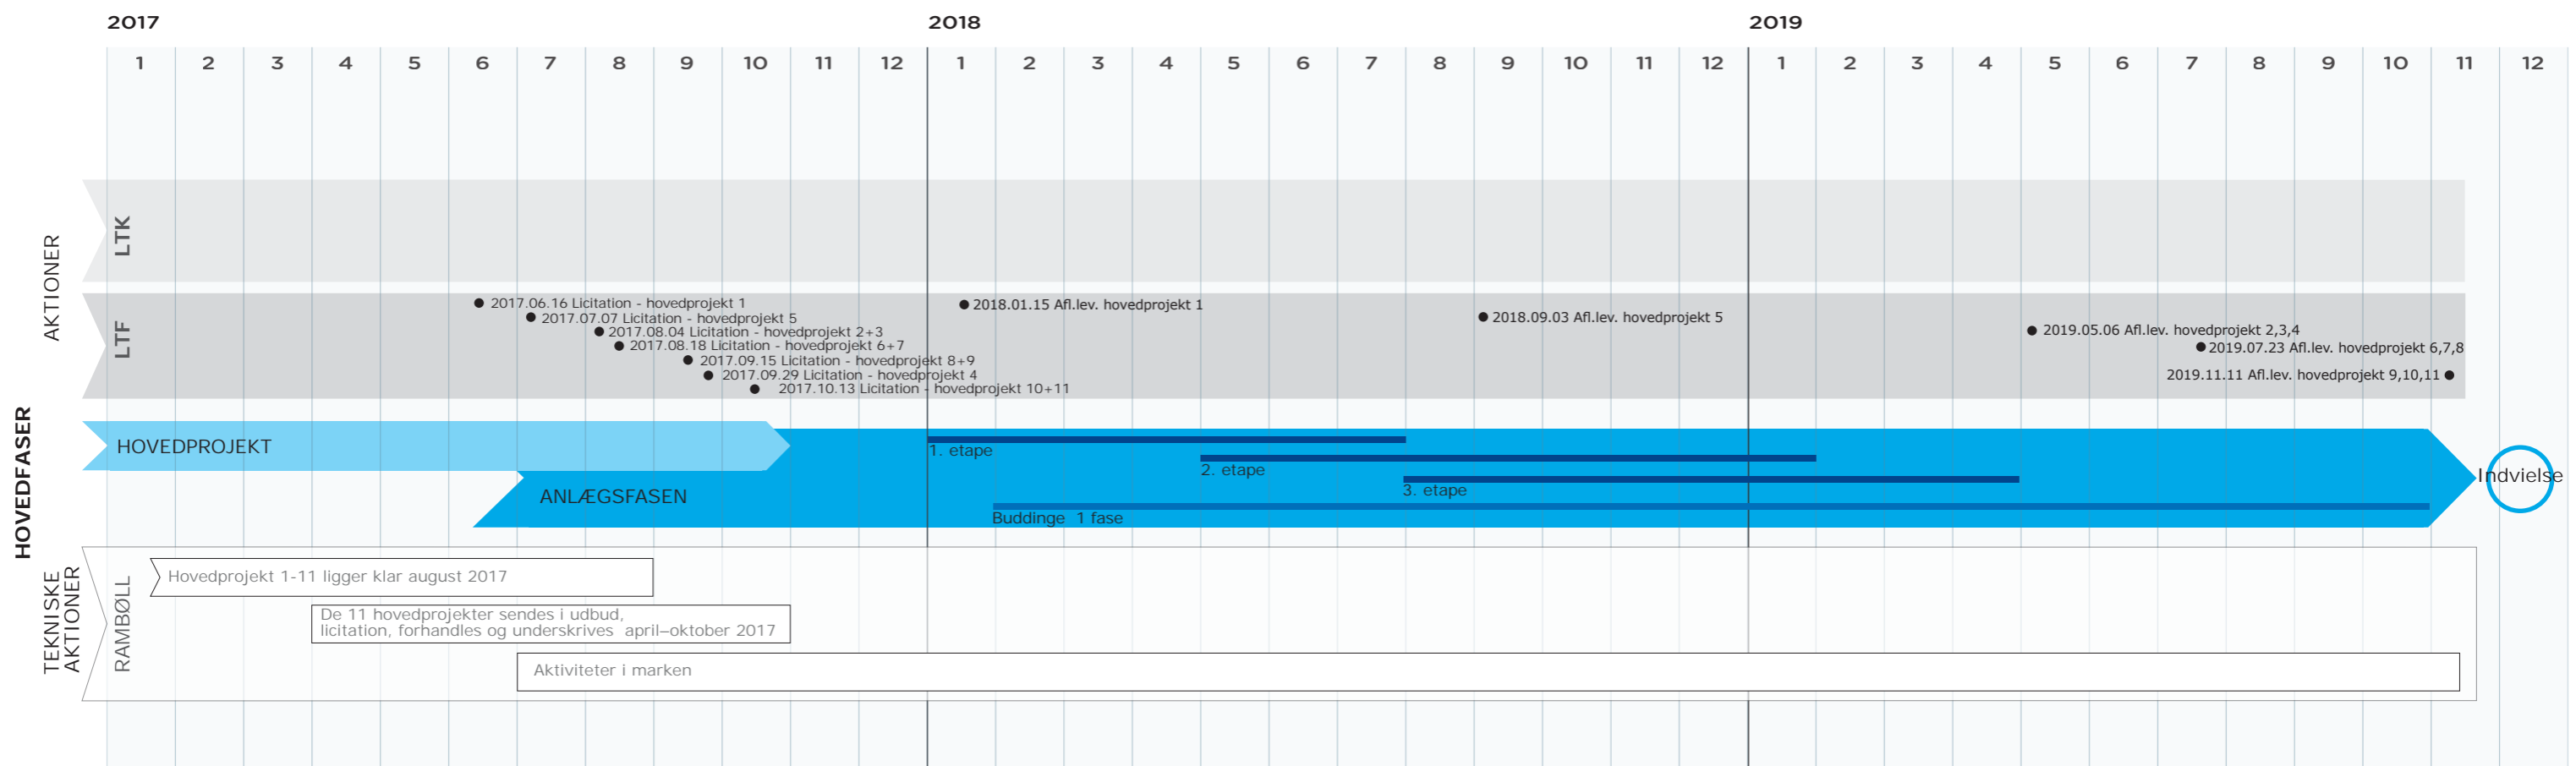 2017 2018 2019
1 2 3 4 5 6 7 8 9 10 11 12 1 2 3 4 5 6 7 8 9 10 11 12 1 2 3 4 5 6 7 8 9 10 11 12
AKTIONER
LTK
LTF
2017.06.16 Licitation - hovedprojekt 1
2017.07.07 Licitation - hovedprojekt 5
2017.08.04 Licitation - hovedprojekt 2+3
2017.08.18 Licitation - hovedprojekt 6+7
2017.09.15 Licitation - hovedprojekt 8+9
2017.09.29 Licitation - hovedprojekt 4
2017.10.13 Licitation - hovedprojekt 10+11
2018.01.15 Afl.lev. hovedprojekt 1
2018.09.03 Afl.lev. hovedprojekt 5
2019.05.06 Afl.lev. hovedprojekt 2,3,4
2019.07.23 Afl.lev. hovedprojekt 6,7,8
2019.11.11 Afl.lev. hovedprojekt 9,10,11
HOVEDFASER
HOVEDPROJEKT
ANLÆGSFASEN
1. etape
2. etape
3. etape
Buddinge 1 fase
Indvielse
TEKNISKE
AKTIONER
RAMBØLL
Hovedprojekt 1-11 ligger klar august 2017
De 11 hovedprojekter sendes i udbud,
licitation, forhandles og underskrives april–oktober 2017
Aktiviteter i marken